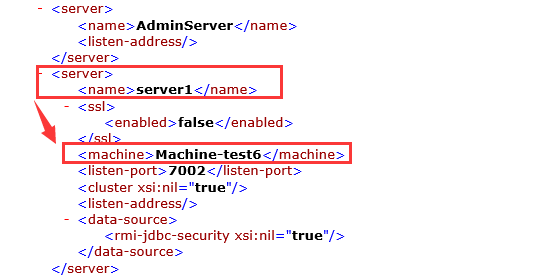 - <server>
<name>AdminServer</name>
<listen-address/>
</server>
- <server>
<name>server1</name>
- <ssl>
<enabled>false</enabled>
</ssl>
<machine>Machine-test6</machine>
<listen-port>7002</listen-port>
<cluster xsi:nil="true"/>
<listen-address/>
- <data-source>
<rmi-jdbc-security xsi:nil="true"/>
</data-source>
</server>